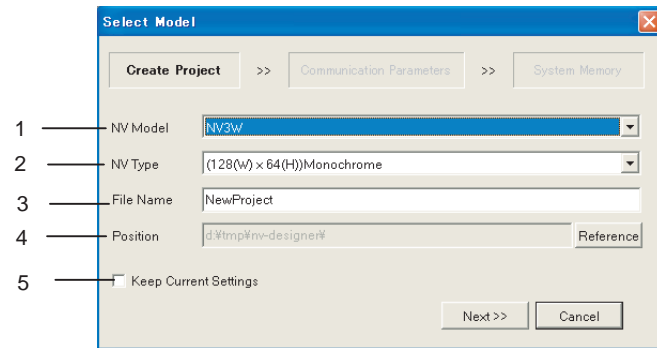 Select Model
Create Project >> Communication Parameters >> System Memory
1 NV Model NV3W
2 NV Type (128(W) × 64(H))Monochrome
3 File Name NewProject
4 Position d:¥tmp¥nv-designer¥ Reference
5 Keep Current Settings
Next >> Cancel